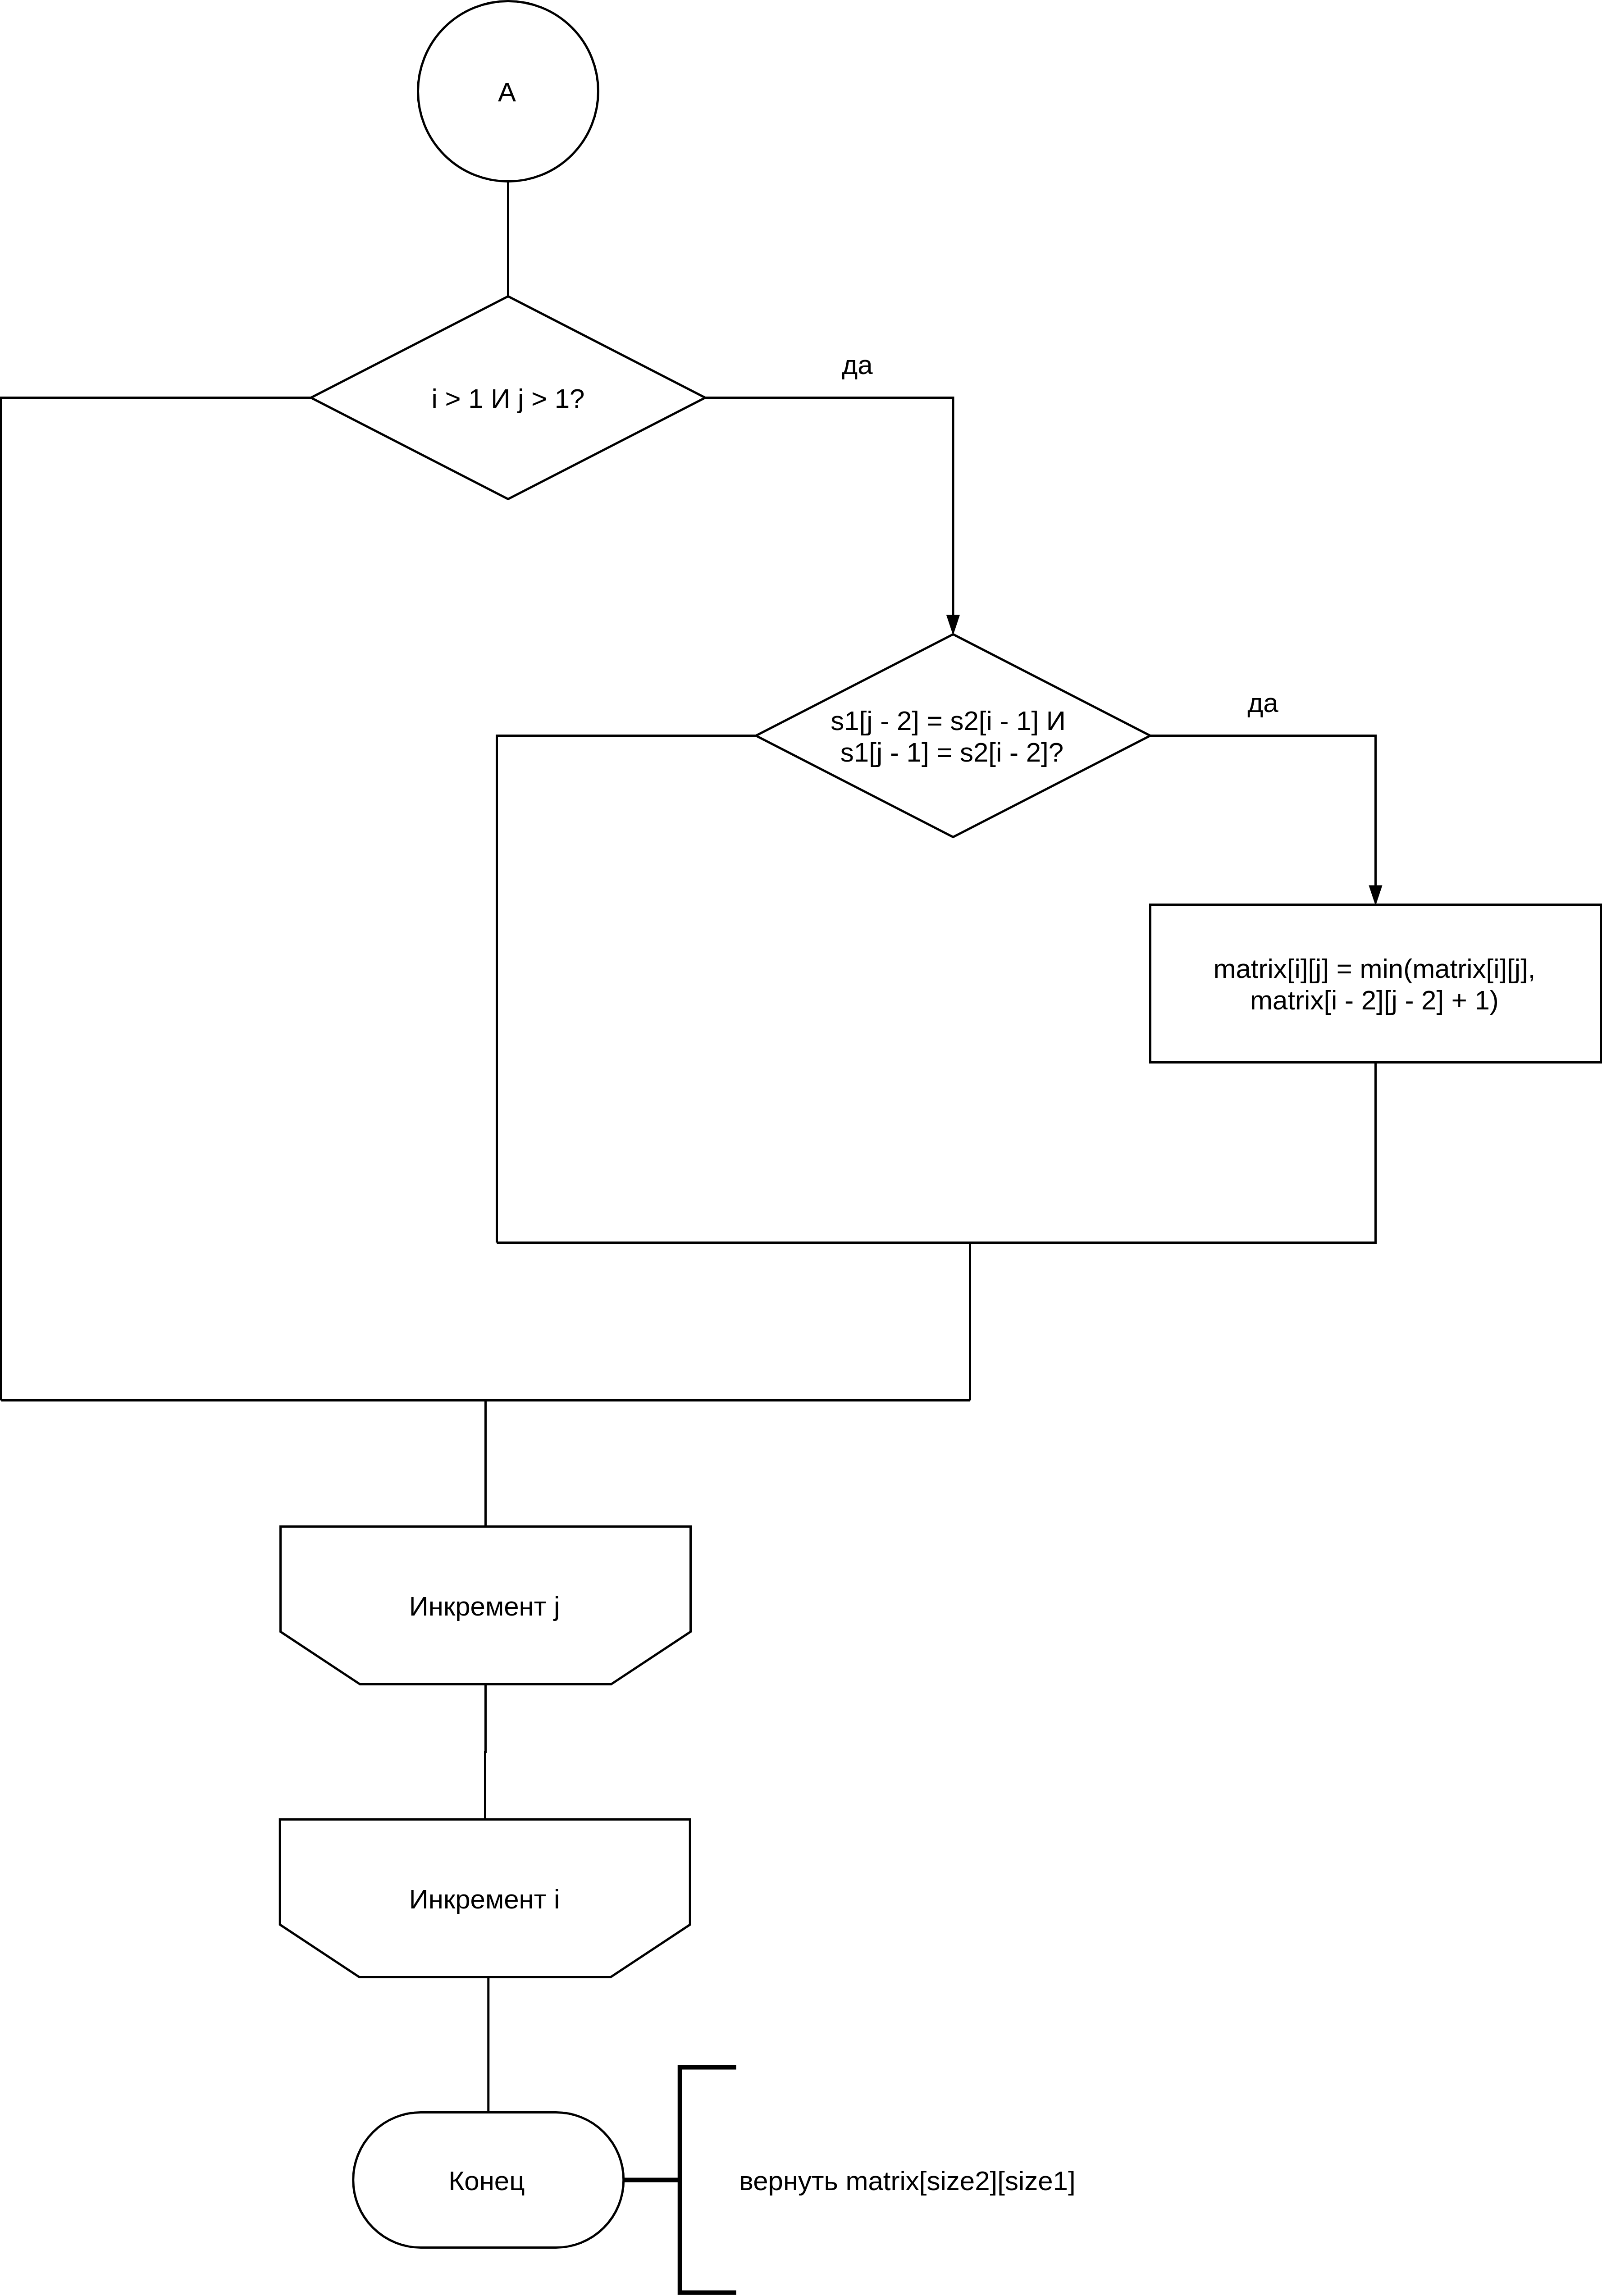 A
i > 1 И j > 1?
да
s1[j - 2] = s2[i - 1] И
s1[j - 1] = s2[i - 2]?
да
matrix[i][j] = min(matrix[i][j],
matrix[i - 2][j - 2] + 1)
Инкремент j
Инкремент i
Конец
вернуть matrix[size2][size1]